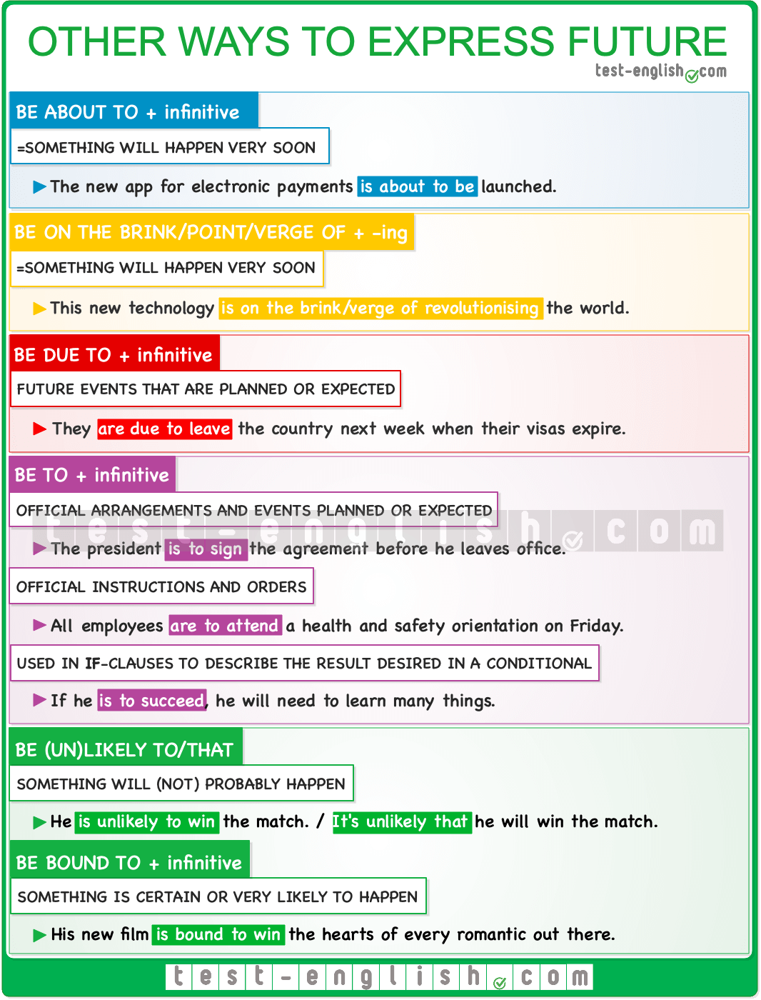 OTHER WAYS TO EXPRESS FUTURE
test-english.com
BE ABOUT TO + infinitive
=SOMETHING WILL HAPPEN VERY SOON
The new app for electronic payments is about to be launched.
BE ON THE BRINK/POINT/VERGE OF + -ing
=SOMETHING WILL HAPPEN VERY SOON
This new technology is on the brink/verge of revolutionising the world.
BE DUE TO + infinitive
FUTURE EVENTS THAT ARE PLANNED OR EXPECTED
They are due to leave the country next week when their visas expire.
BE TO + infinitive
OFFICIAL ARRANGEMENTS AND EVENTS PLANNED OR EXPECTED
test-english.com
The president is to sign the agreement before he leaves office.
OFFICIAL INSTRUCTIONS AND ORDERS
All employees are to attend a health and safety orientation on Friday.
USED IN IF-CLAUSES TO DESCRIBE THE RESULT DESIRED IN A CONDITIONAL
If he is to succeed, he will need to learn many things.
BE (UN)LIKELY TO/THAT
SOMETHING WILL (NOT) PROBABLY HAPPEN
He is unlikely to win the match. / It's unlikely that he will win the match.
BE BOUND TO + infinitive
SOMETHING IS CERTAIN OR VERY LIKELY TO HAPPEN
His new film is bound to win the hearts of every romantic out there.
test-english.com